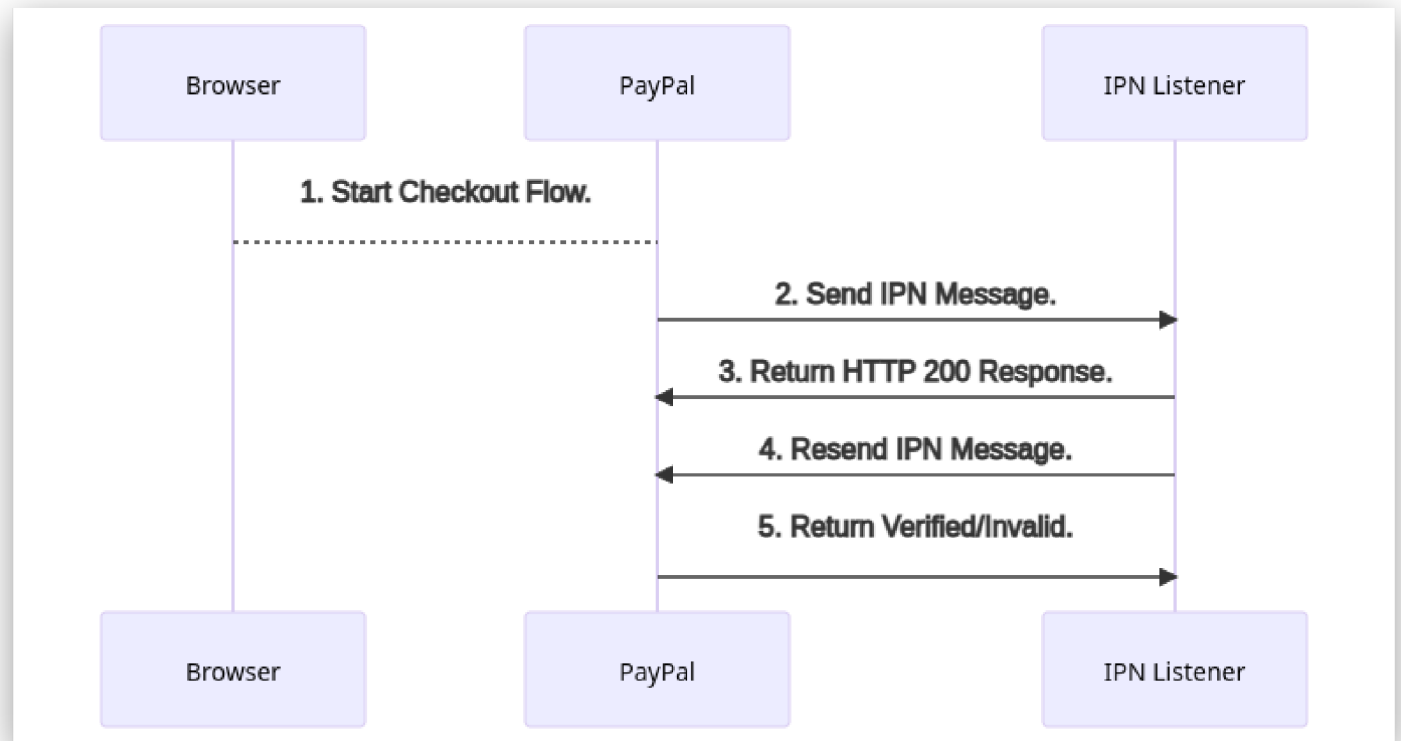 Browser
PayPal
IPN Listener
1. Start Checkout Flow.
2. Send IPN Message.
3. Return HTTP 200 Response.
4. Resend IPN Message.
5. Return Verified/Invalid.
Browser
PayPal
IPN Listener